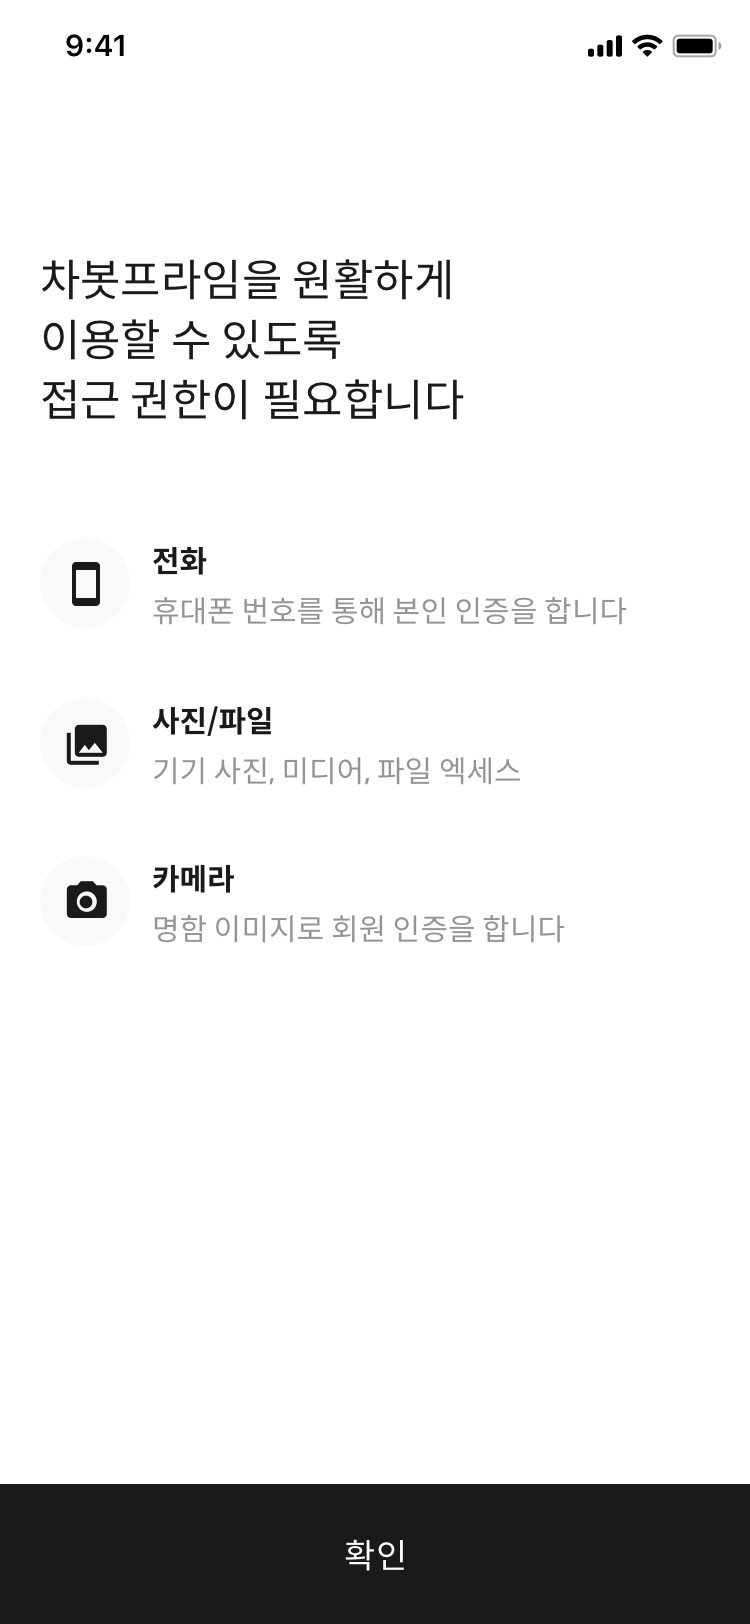 9:41
차봇프라임을 원활하게
이용할 수 있도록
접근 권한이 필요합니다
전화
휴대폰 번호를 통해 본인 인증을 합니다
사진/파일
기기 사진, 미디어, 파일 엑세스
카메라
명함 이미지로 회원 인증을 합니다
확인